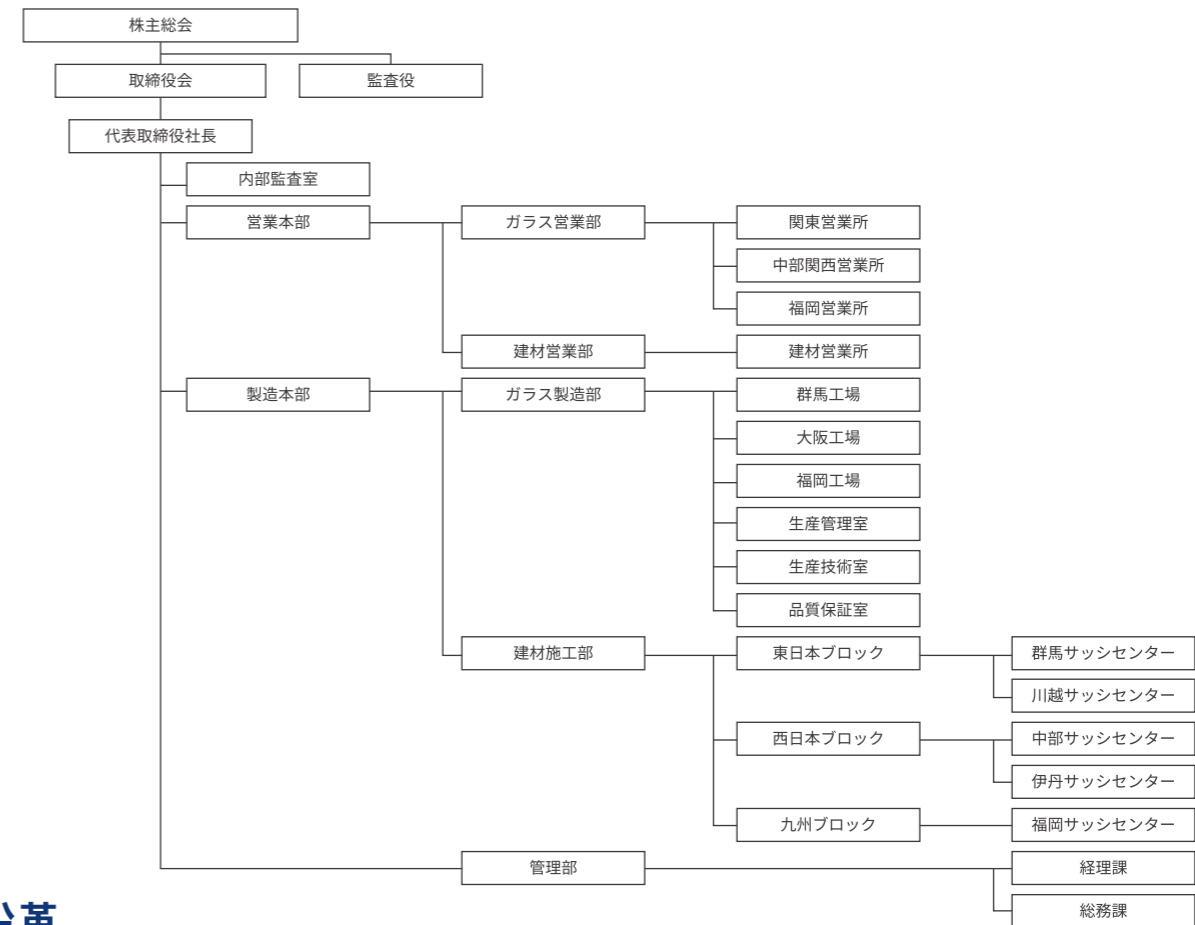 株主総会
取締役会
監査役
代表取締役社長
内部監査室
営業本部
ガラス営業部
関東営業所
中部関西営業所
福岡営業所
建材営業部
建材営業所
製造本部
ガラス製造部
群馬工場
大阪工場
福岡工場
生産管理室
生産技術室
品質保証室
建材施工部
東日本ブロック
群馬サッシセンター
川越サッシセンター
西日本ブロック
中部サッシセンター
伊丹サッシセンター
九州ブロック
福岡サッシセンター
管理部
経理課
総務課
沿革